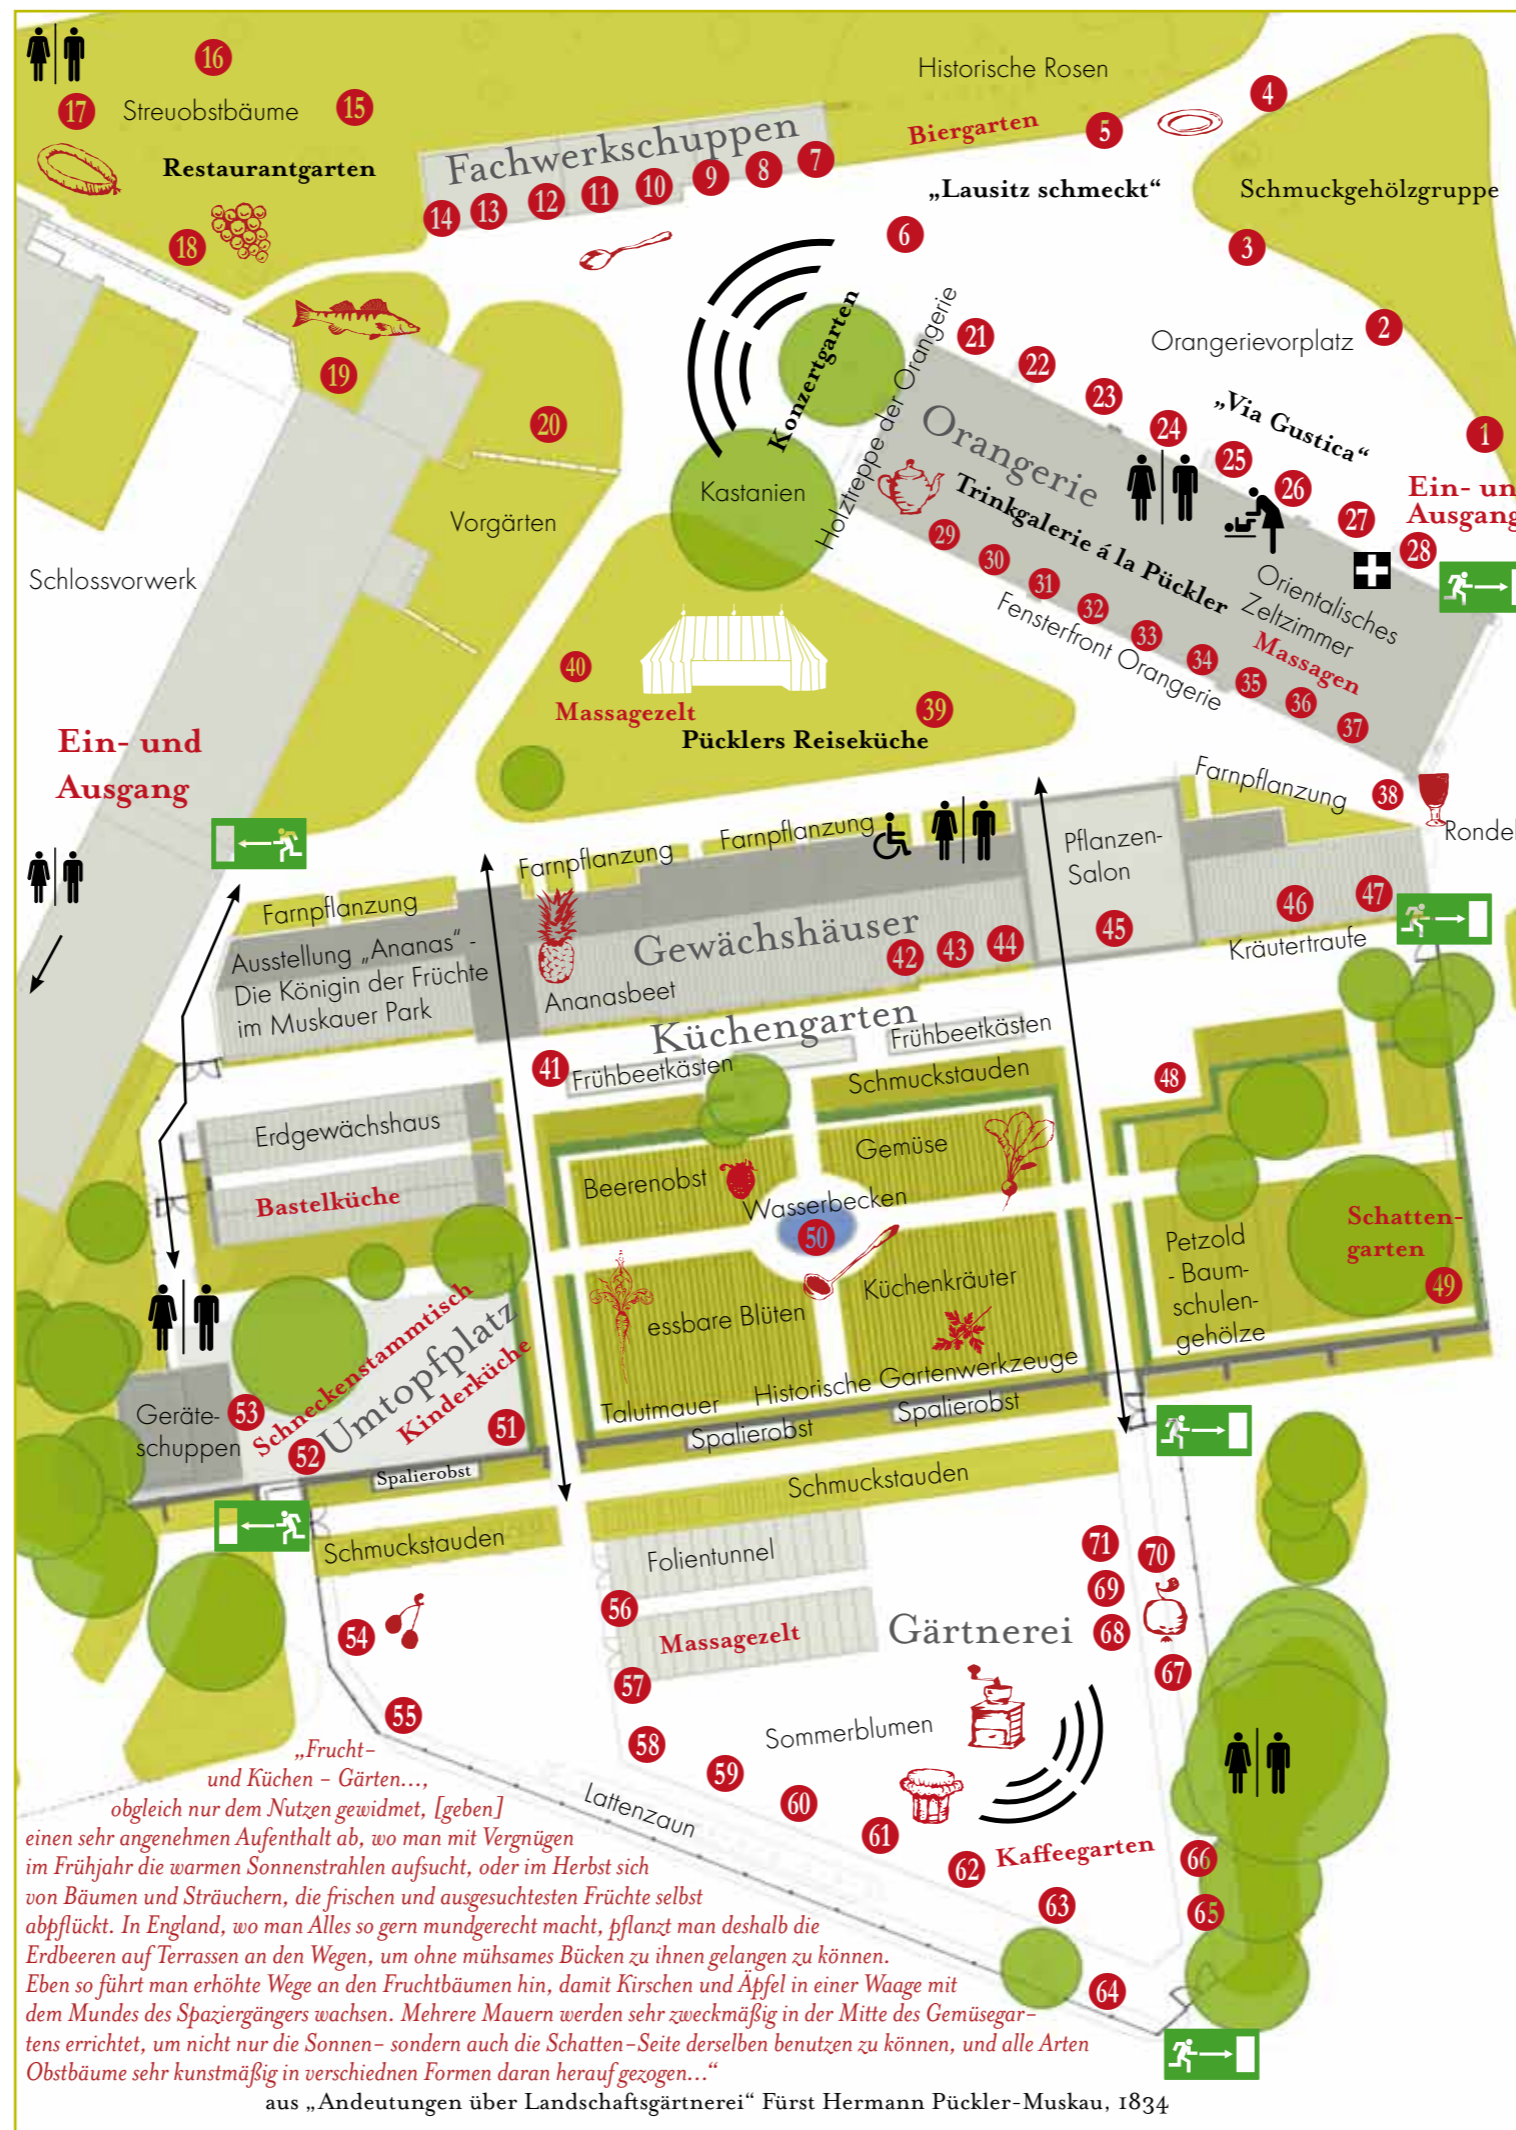 16
17
Streuobstbäume
15
Restaurantgarten
18
19
20
Fachwerkschuppen
14
13
12
11
10
9
8
7
Historische Rosen
Biergarten
5
4
„Lausitz schmeckt“
Schmuckgehölzgruppe
6
3
2
Orangerievorplatz
1
„Via Gustica“
Ein- un
Ausgang
Konzertgarten
Kastanien
Holztreppe der Orangerie
21
22
23
24
25
26
27
28
Orangerie
Trinkgalerie á la Pückler
Orientalisches
Zeltzimmer
Massagen
29
30
31
32
33
34
35
36
37
Fensterfront Orangerie
Vorgärten
Schlossvorwerk
40
Massagezelt
39
Pücklers Reiseküche
Ein- und
Ausgang
Farnpflanzung
38
Rondel
Farnpflanzung
Farnpflanzung
Farnpflanzung
Pflanzen-
Salon
45
46
47
Kräutertraufe
Ausstellung „Ananas“ -
Die Königin der Früchte
im Muskauer Park
Gewächshäuser
42
43
44
Ananasbeet
Küchengarten
41
Frühbeetkästen
Frühbeetkästen
Schmuckstauden
48
Erdgewächshaus
Bastelküche
Beerenobst
Gemüse
Wasserbecken
50
essbare Blüten
Küchenkräuter
Petzold
- Baum-
schulen-
gehölze
Schatten-
garten
49
Geräte-
schuppen
53
52
Schneckenstammtisch
Umtopfplatz
Kinderküche
51
Spalierobst
Talutmauer
Historische Gartenwerkzeuge
Spalierobst
Spalierobst
Schmuckstauden
Schmuckstauden
Folientunnel
56
Massagezelt
57
Gärtnerei
71
70
69
68
67
54
55
58
59
60
61
62
63
64
65
66
Sommerblumen
Kaffeegarten
Lattenzaun
„Frucht-
und Küchen - Gärten...,
obgleich nur dem Nutzen gewidmet, [geben]
einen sehr angenehmen Aufenthalt ab, wo man mit Vergnügen
im Frühjahr die warmen Sonnenstrahlen aufsucht, oder im Herbst sich
von Bäumen und Sträuchern, die frischen und ausgesuchtesten Früchte selbst
abpflückt. In England, wo man Alles so gern mundgerecht macht, pflanzt man deshalb die
Erdbeeren auf Terrassen an den Wegen, um ohne mühsames Bücken zu ihnen gelangen zu können.
Eben so führt man erhöhte Wege an den Fruchtbäumen hin, damit Kirschen und Äpfel in einer Waage mit
dem Mundes des Spaziergängers wachsen. Mehrere Mauern werden sehr zweckmäßig in der Mitte des Gemüsegar-
tens errichtet, um nicht nur die Sonnen- sondern auch die Schatten-Seite derselben benutzen zu können, und alle Arten
Obstbäume sehr kunstmäßig in verschiednen Formen daran herauf gezogen...“
aus „Andeutungen über Landschaftsgärtnerei“ Fürst Hermann Pückler-Muskau, 1834